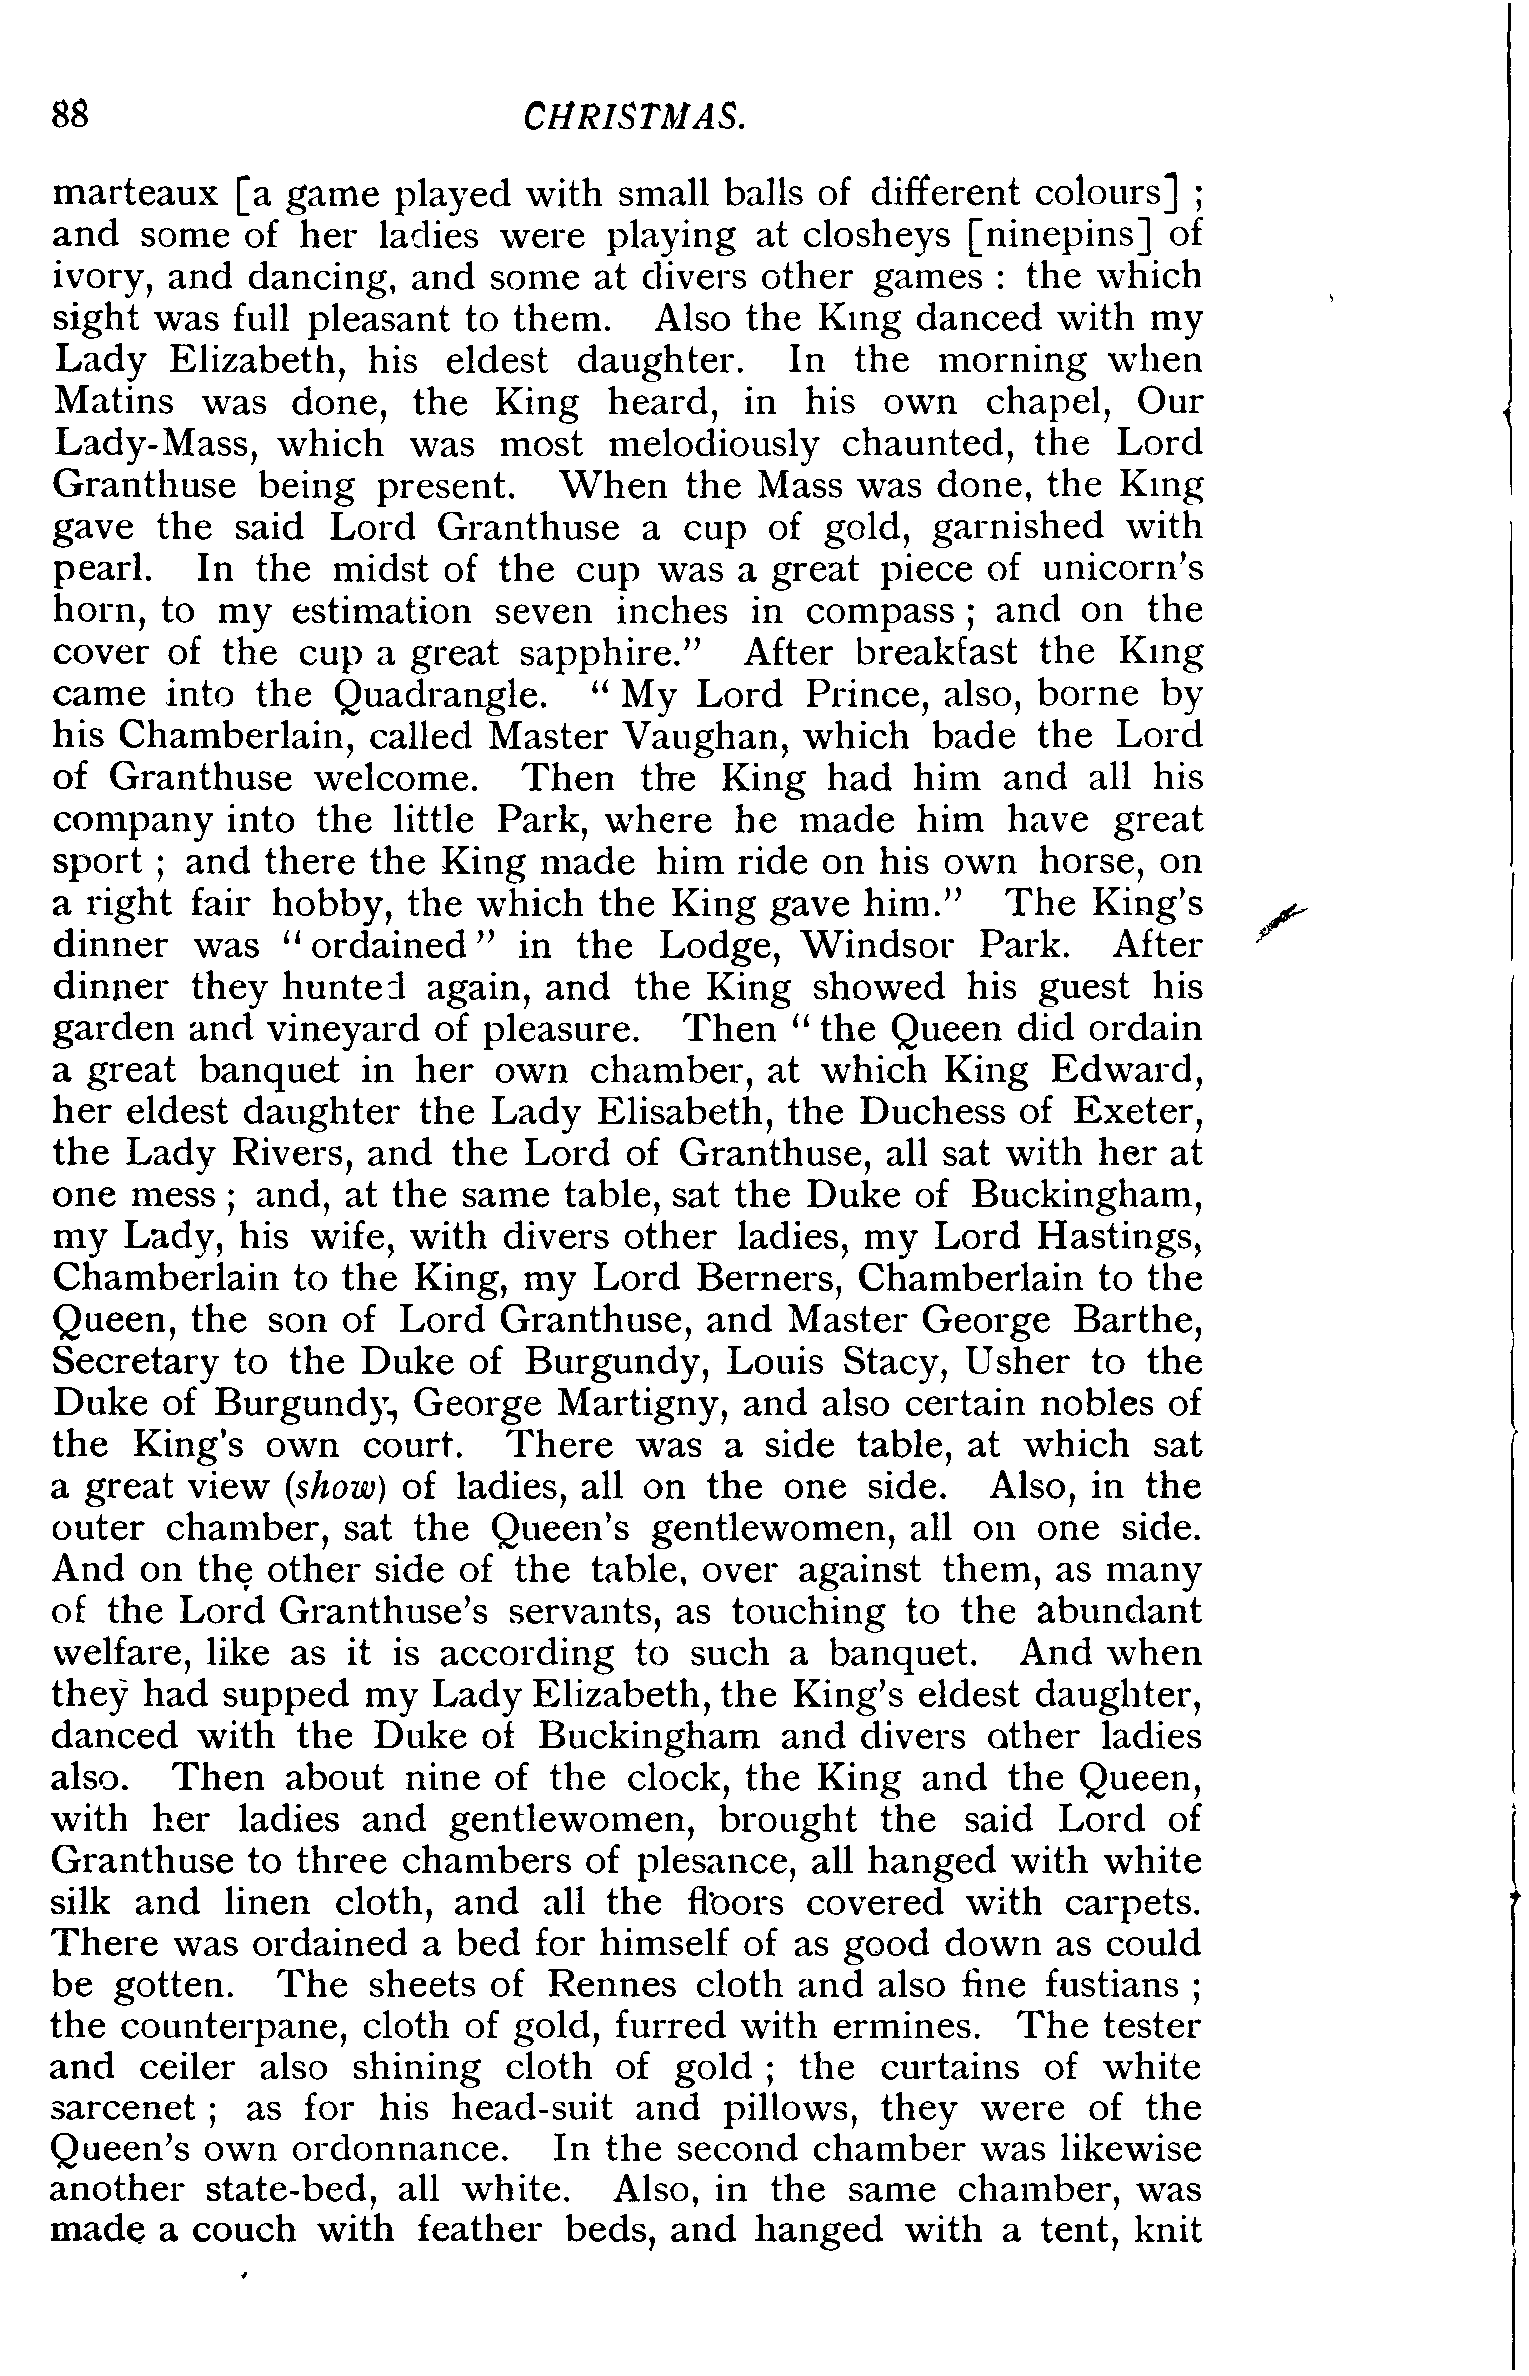 88 CHRISTMAS.
marteaux [a game played with small balls of different colours] ;
and some of her ladies were playing at closheys [ninepins] of
ivory, and dancing, and some at divers other games : the which
sight was full pleasant to them. Also the King danced with my
Lady Elizabeth, his eldest daughter. In the morning when
Matins was done, the King heard, in his own chapel, Our
Lady-Mass, which was most melodiously chaunted, the Lord
Granthuse being present. When the Mass was done, the King
gave the said Lord Granthuse a cup of gold, garnished with
pearl. In the midst of the cup was a great piece of unicorn's
horn, to my estimation seven inches in compass ; and on the
cover of the cup a great sapphire." After breakfast the King
came into the Quadrangle. " My Lord Prince, also, borne by
his Chamberlain, called Master Vaughan, which bade the Lord
of Granthuse welcome. Then the King had him and all his
company into the little Park, where he made him have great
sport ; and there the King made him ride on his own horse, on
a right fair hobby, the which the King gave him." The King's
dinner was " ordained " in the Lodge, Windsor Park. After
dinner they hunted again, and the King showed his guest his
garden and vineyard of pleasure. Then " the Queen did ordain
a great banquet in her own chamber, at which King Edward,
her eldest daughter the Lady Elisabeth, the Duchess of Exeter,
the Lady Rivers, and the Lord of Granthuse, all sat with her at
one mess ; and, at the same table, sat the Duke of Buckingham,
my Lady, his wife, with divers other ladies, my Lord Hastings,
Chamberlain to the King, my Lord Berners, Chamberlain to the
Queen, the son of Lord Granthuse, and Master George Barthe,
Secretary to the Duke of Burgundy, Louis Stacy, Usher to the
Duke of Burgundy, George Martigny, and also certain nobles of
the King's own court. There was a side table, at which sat
a great view (show) of ladies, all on the one side. Also, in the
outer chamber, sat the Queen's gentlewomen, all on one side.
And on the other side of the table, over against them, as many
of the Lord Granthuse's servants, as touching to the abundant
welfare, like as it is according to such a banquet. And when
they had supped my Lady Elizabeth, the King's eldest daughter,
danced with the Duke of Buckingham and divers other ladies
also. Then about nine of the clock, the King and the Queen,
with her ladies and gentlewomen, brought the said Lord of
Granthuse to three chambers of plesance, all hanged with white
silk and linen cloth, and all the floors covered with carpets.
There was ordained a bed for himself of as good down as could
be gotten. The sheets of Rennes cloth and also fine fustians ;
the counterpane, cloth of gold, furred with ermines. The tester
and ceiler also shining cloth of gold ; the curtains of white
sarcenet ; as for his head-suit and pillows, they were of the
Queen's own ordonnance. In the second chamber was likewise
another state-bed, all white. Also, in the same chamber, was
made a couch with feather beds, and hanged with a tent, knit